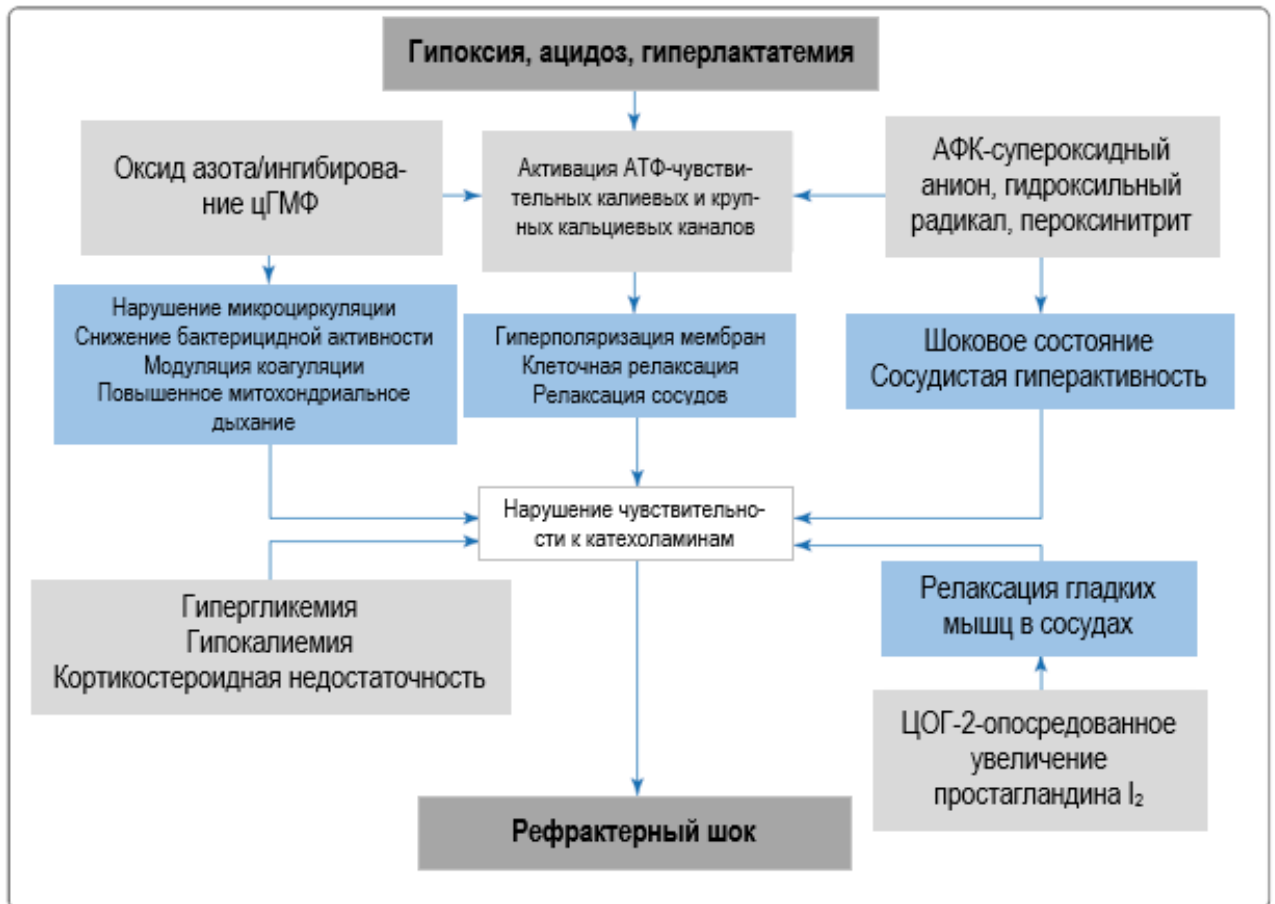 Гипоксия, ацидоз, гиперлактатемия
Оксид азота/ингибирова-
ние цГМФ
Активация АТФ-чувстви-
тельных калиевых и круп-
ных кальциевых каналов
АФК-супероксидный
анион, гидроксильный
радикал, пероксинитрит
Нарушение микроциркуляции
Снижение бактерицидной активности
Модуляция коагуляции
Повышенное митохондриальное
дыхание
Гиперполяризация мембран
Клеточная релаксация
Релаксация сосудов
Шоковое состояние
Сосудистая гиперактивность
Нарушение чувствительно-
сти к катехоламинам
Гипергликемия
Гипокалиемия
Кортикостероидная недостаточность
Релаксация гладких
мышц в сосудах
ЦОГ-2-опосредованное
увеличение
простагландина I₂
Рефрактерный шок